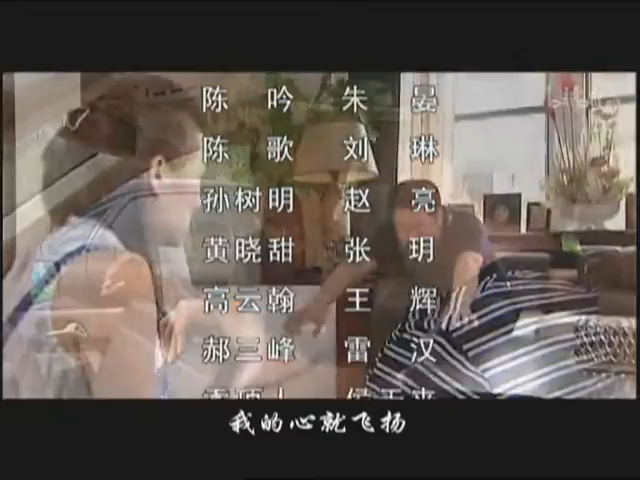 陈吟 朱晏
陈歌 刘琳
孙树明 赵亮
黄晓甜 张玥
高云翰 王辉
郝三峰 雷汉
我的心就飞扬